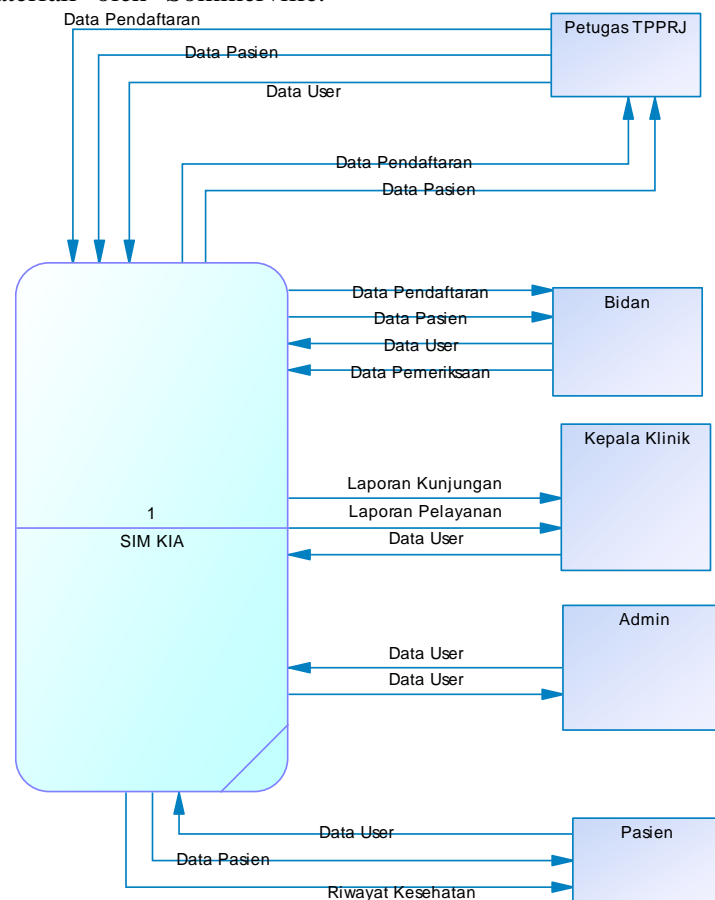 oleh Sommerville.
Data Pendaftaran
Petugas TPPRJ
Data Pasien
Data User
Data Pendaftaran
Data Pasien
Data Pendaftaran
Bidan
Data Pasien
Data User
Data Pemeriksaan
Kepala Klinik
Laporan Kunjungan
1
Laporan Pelayanan
SIM KIA
Data User
Admin
Data User
Data User
Data User
Pasien
Data Pasien
Riwayat Kesehatan